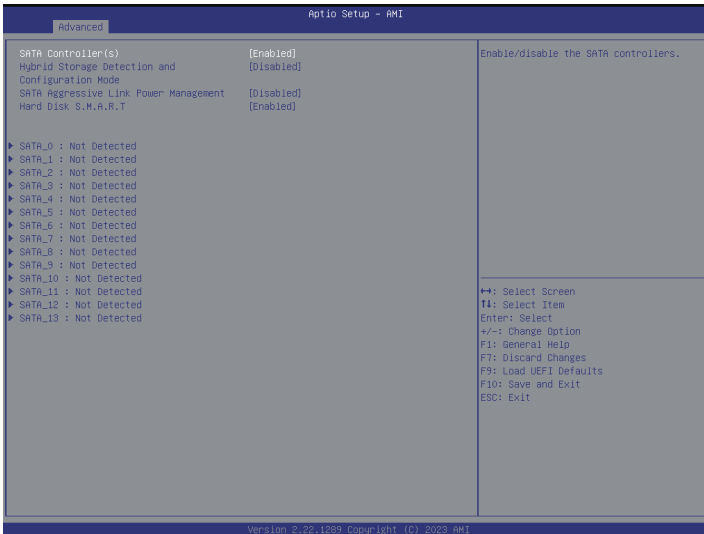 Aptio Setup – AMI
Advanced
SATA Controller(s) [Enabled]
Hybrid Storage Detection and [Disabled]
Configuration Mode
SATA Aggressive Link Power Management [Disabled]
Hard Disk S.M.A.R.T [Enabled]
▶ SATA_0 : Not Detected
▶ SATA_1 : Not Detected
▶ SATA_2 : Not Detected
▶ SATA_3 : Not Detected
▶ SATA_4 : Not Detected
▶ SATA_5 : Not Detected
▶ SATA_6 : Not Detected
▶ SATA_7 : Not Detected
▶ SATA_8 : Not Detected
▶ SATA_9 : Not Detected
▶ SATA_10 : Not Detected
▶ SATA_11 : Not Detected
▶ SATA_12 : Not Detected
▶ SATA_13 : Not Detected
Enable/disable the SATA controllers.
↔: Select Screen
↑↓: Select Item
Enter: Select
+/-: Change Option
F1: General Help
F7: Discard Changes
F9: Load UEFI Defaults
F10: Save and Exit
ESC: Exit
Version 2.22.1289 Copyright (C) 2023 AMI